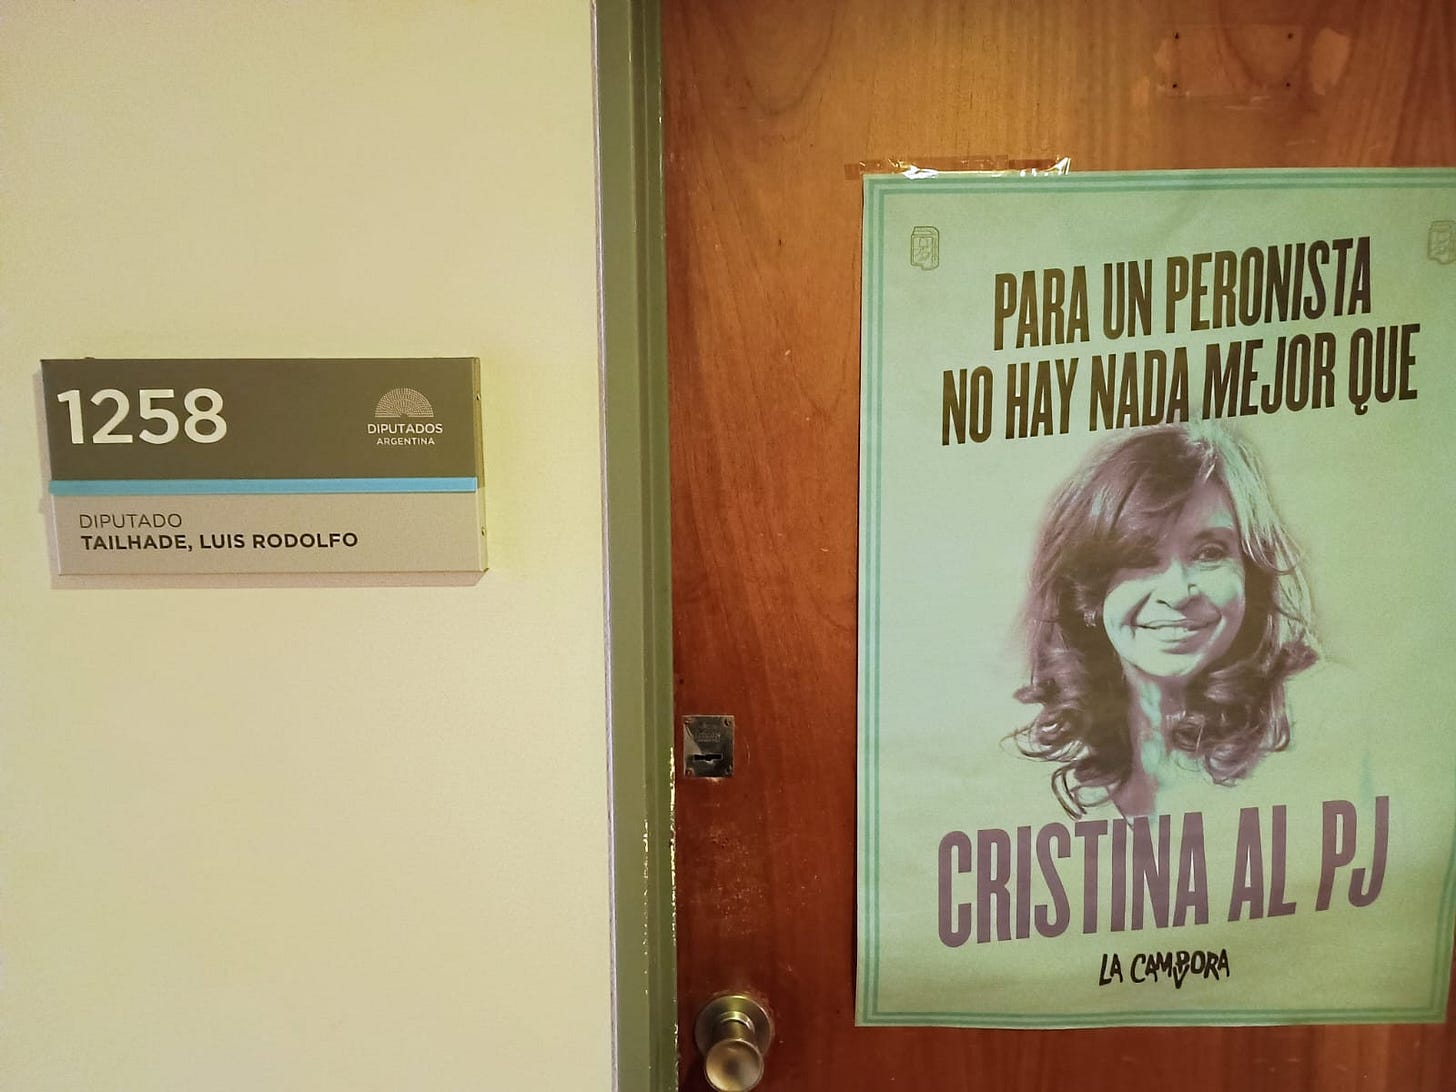 1258
DIPUTADOS
ARGENTINA
DIPUTADO
TAILHADE, LUIS RODOLFO
PARA UN PERONISTA
NO HAY NADA MEJOR QUE
CRISTINA AL PJ
LA CAMPORA